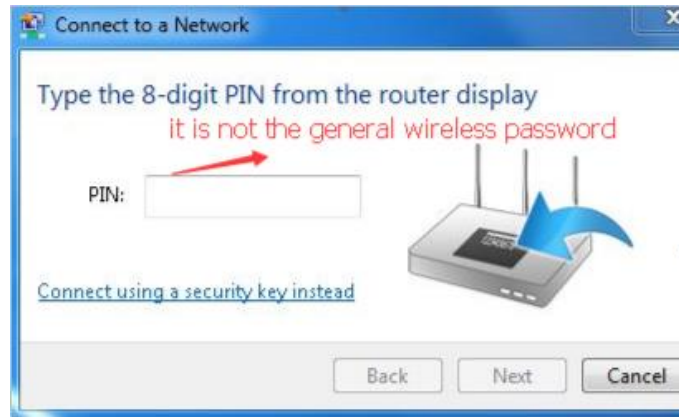 Connect to a Network
Type the 8-digit PIN from the router display
it is not the general wireless password
PIN:
Connect using a security key instead
Back Next Cancel